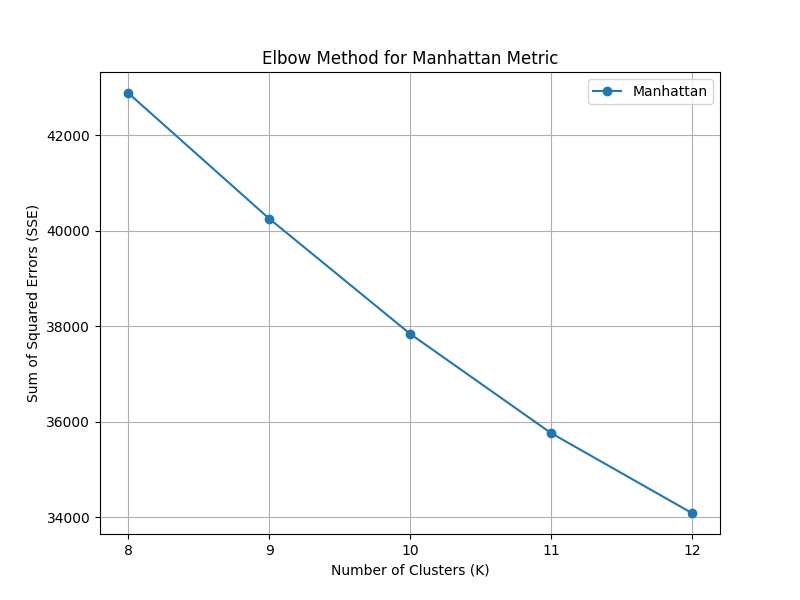 Elbow Method for Manhattan Metric
Manhattan
42000
40000
38000
36000
34000
Sum of Squared Errors (SSE)
8 9 10 11 12
Number of Clusters (K)